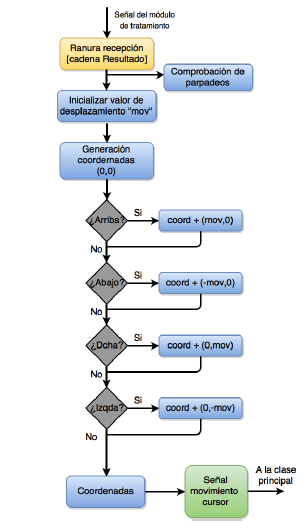 Señal del módulo
de tratamiento
Ranura recepción
[cadena Resultado]
Comprobación de
parpadeos
Inicializar valor de
desplazamiento "mov"
Generación
coordernadas
(0,0)
¿Arriba?
Si
coord + (mov,0)
No
¿Abajo?
Si
coord + (-mov,0)
No
¿Dcha?
Si
coord + (0,mov)
No
¿Izqda?
Si
coord + (0,-mov)
No
Coordenadas
Señal
movimiento
cursor
A la clase
principal